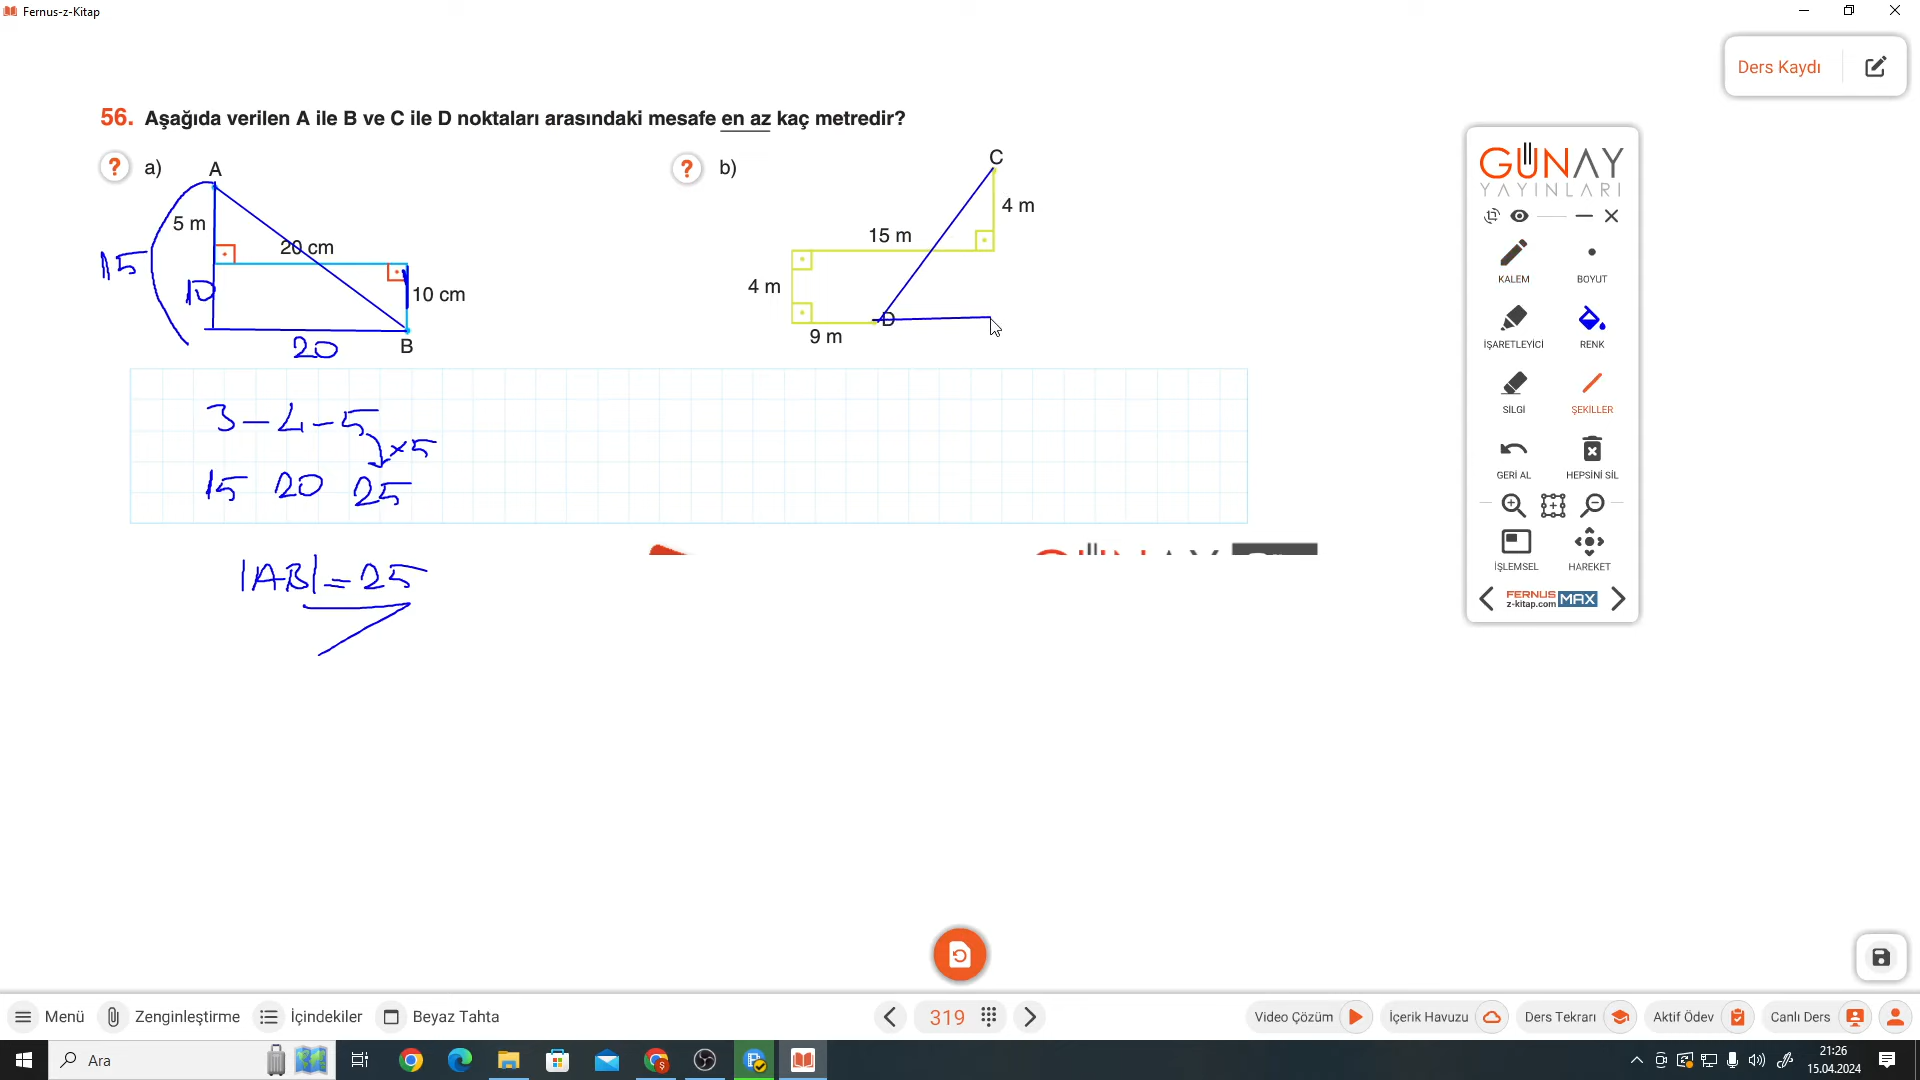 Fernus-z-Kitap
Ders Kaydı
56. Aşağıda verilen A ile B ve C ile D noktaları arasındaki mesafe en az kaç metredir?
? a)
A
5 m
20 cm
10 cm
B
15
10
20
? b)
C
4 m
15 m
4 m
D
9 m
3 - 4 - 5
x5
15 20 25
|AB| = 25
GÜNAY
YAYINLARI
KALEM
BOYUT
İŞARETLEYİCİ
RENK
SİLGİ
ŞEKİLLER
GERİ AL
HEPSİNİ SİL
İŞLEMSEL
HAREKET
FERNUS
z-kitap.com MAX
Menü
Zenginleştirme
İçindekiler
Beyaz Tahta
319
Video Çözüm
İçerik Havuzu
Ders Tekrarı
Aktif Ödev
Canlı Ders
Ara
21:26
15.04.2024